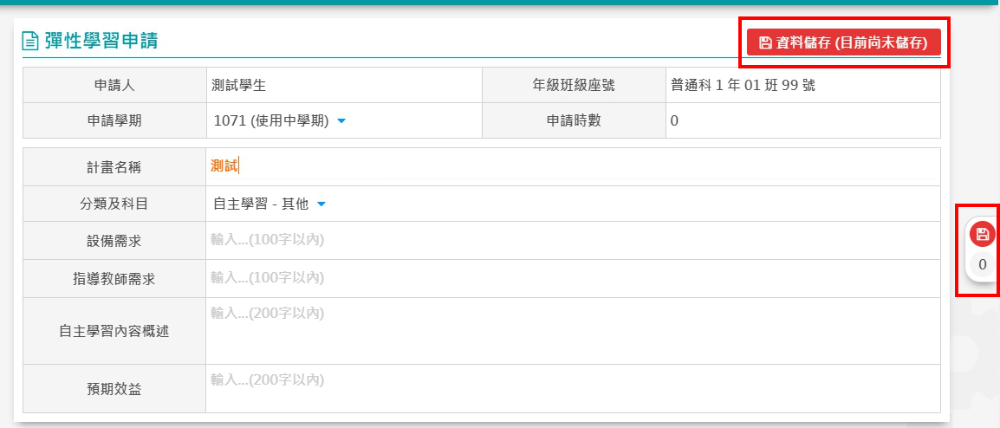 彈性學習申請
資料儲存 (目前尚未儲存)
申請人 測試學生 年級班級座號 普通科 1 年 01 班 99 號
申請學期 1071 (使用中學期) 申請時數 0
計畫名稱 測試
分類及科目 自主學習 - 其他
設備需求 輸入...(100字以內)
指導教師需求 輸入...(100字以內)
自主學習內容概述 輸入...(200字以內)
預期效益 輸入...(200字以內)
0